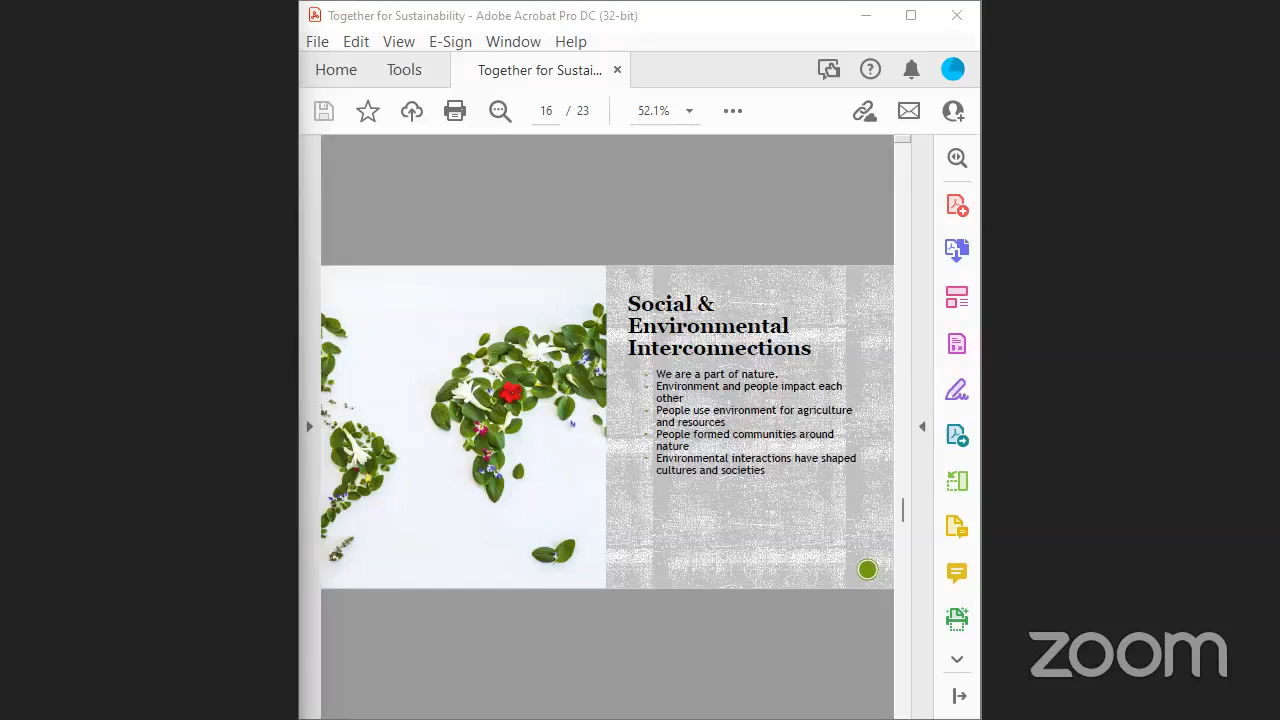 Together for Sustainability - Adobe Acrobat Pro DC (32-bit)
File Edit View E-Sign Window Help
Home Tools Together for Sustai... ×
16 / 23 52.1%
Social &
Environmental
Interconnections
- We are a part of nature.
- Environment and people impact each
other
- People use environment for agriculture
and resources
- People formed communities around
nature
- Environmental interactions have shaped
cultures and societies
zoom